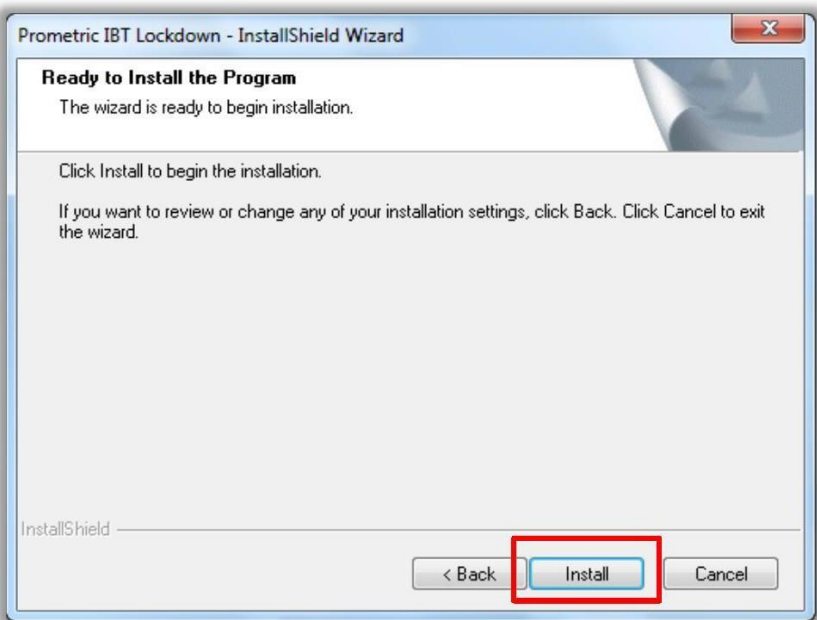 Prometric IBT Lockdown - InstallShield Wizard
Ready to Install the Program
The wizard is ready to begin installation.
Click Install to begin the installation.
If you want to review or change any of your installation settings, click Back. Click Cancel to exit
the wizard.
InstallShield
< Back Install Cancel